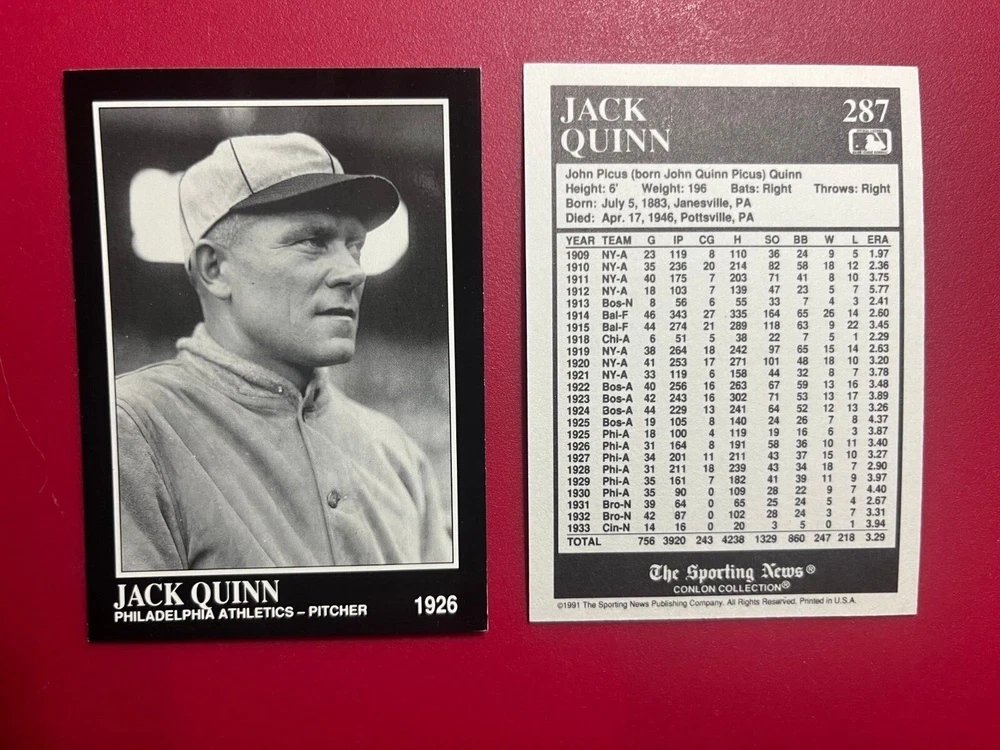 JACK QUINN
PHILADELPHIA ATHLETICS – PITCHER 1926
JACK 287
QUINN
John Picus (born John Quinn Picus) Quinn
Height: 6' Weight: 196 Bats: Right Throws: Right
Born: July 5, 1883, Janesville, PA
Died: Apr. 17, 1946, Pottsville, PA
YEAR TEAM G IP CG H SO BB W L ERA
1909 NY-A 23 119 8 110 36 24 9 5 1.97
1910 NY-A 35 236 20 214 82 58 18 12 2.36
1911 NY-A 40 175 7 203 71 41 8 10 3.75
1912 NY-A 18 103 7 139 47 23 5 7 5.77
1913 Bos-N 8 56 6 55 33 7 4 3 2.41
1914 Bal-F 46 343 27 335 164 65 26 14 2.60
1915 Bal-F 44 274 21 289 118 63 9 22 3.45
1918 Chi-A 6 51 5 38 22 7 5 1 2.29
1919 NY-A 38 264 18 242 97 65 15 14 2.63
1920 NY-A 41 253 17 271 101 48 18 10 3.20
1921 NY-A 33 119 6 158 44 32 8 7 3.78
1922 Bos-A 40 256 16 263 67 59 13 16 3.48
1923 Bos-A 42 243 16 302 71 53 13 17 3.89
1924 Bos-A 44 229 13 241 64 52 12 13 3.26
1925 Bos-A 19 105 8 140 24 26 7 8 4.37
1925 Phi-A 18 100 4 119 19 16 6 3 3.87
1926 Phi-A 31 164 8 191 58 36 10 11 3.40
1927 Phi-A 34 201 11 211 43 37 15 10 3.27
1928 Phi-A 31 211 18 239 43 34 18 7 2.90
1929 Phi-A 35 161 7 182 41 39 11 9 3.97
1930 Phi-A 35 90 0 109 28 22 9 7 4.40
1931 Bro-N 39 64 0 65 25 24 5 4 2.67
1932 Bro-N 42 87 0 102 28 24 3 7 3.31
1933 Cin-N 14 16 0 20 3 5 0 1 3.94
TOTAL 756 3920 243 4238 1329 860 247 218 3.29
The Sporting News®
CONLON COLLECTION®
©1991 The Sporting News Publishing Company. All Rights Reserved. Printed in U.S.A.